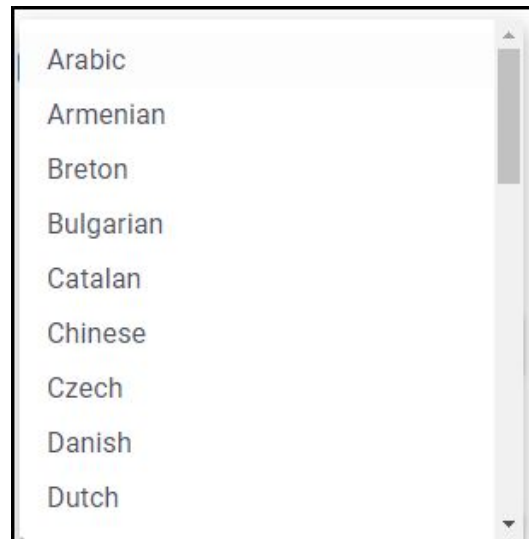 Arabic
Armenian
Breton
Bulgarian
Catalan
Chinese
Czech
Danish
Dutch